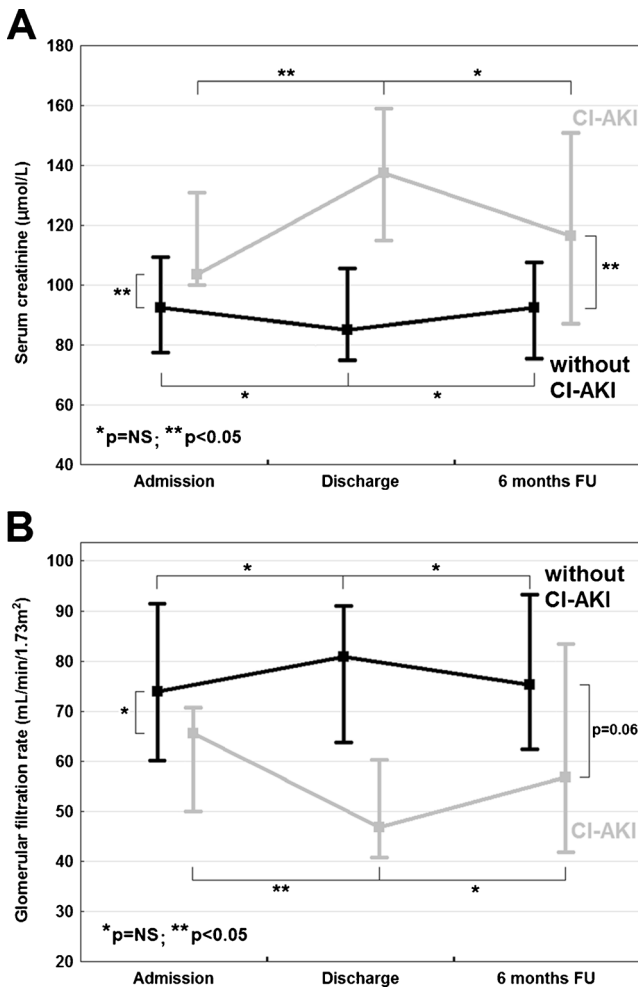 A
180
160
140
120
100
80
60
40
Serum creatinine (μmol/L)
**
*
CI-AKI
**
**
without
CI-AKI
*
*
*p=NS; **p<0.05
Admission
Discharge
6 months FU
B
100
90
80
70
60
50
40
30
20
Glomerular filtration rate (mL/min/1.73m²)
*
*
without
CI-AKI
*
p=0.06
CI-AKI
**
*
*p=NS; **p<0.05
Admission
Discharge
6 months FU